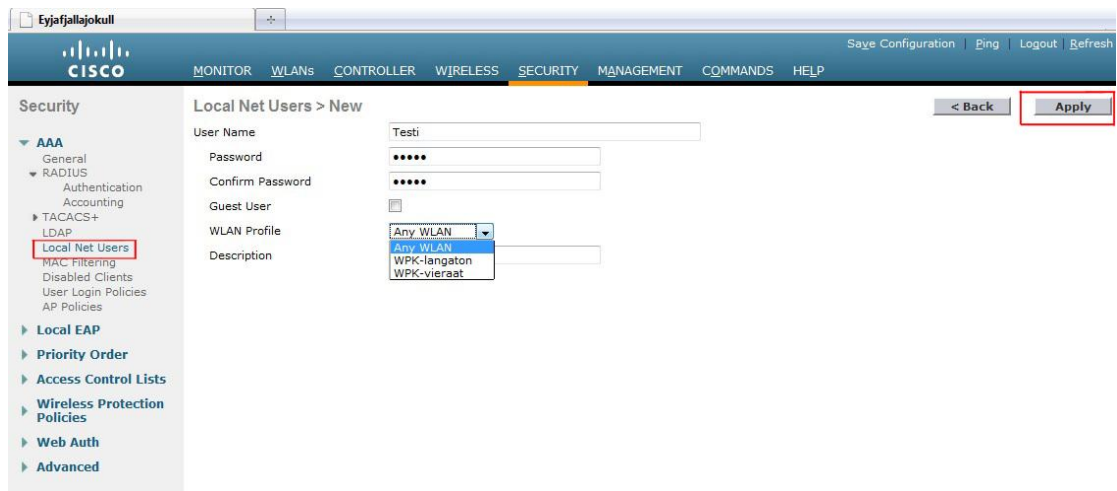 Eyjafjallajokull
Save Configuration | Ping | Logout | Refresh
CISCO
MONITOR WLANs CONTROLLER WIRELESS SECURITY MANAGEMENT COMMANDS HELP
Security
AAA
General
RADIUS
Authentication
Accounting
TACACS+
LDAP
Local Net Users
MAC Filtering
Disabled Clients
User Login Policies
AP Policies
Local EAP
Priority Order
Access Control Lists
Wireless Protection
Policies
Web Auth
Advanced
Local Net Users > New
< Back
Apply
User Name Testi
Password •••••
Confirm Password •••••
Guest User
WLAN Profile Any WLAN
Any WLAN
WPK-langaton
WPK-vieraat
Description